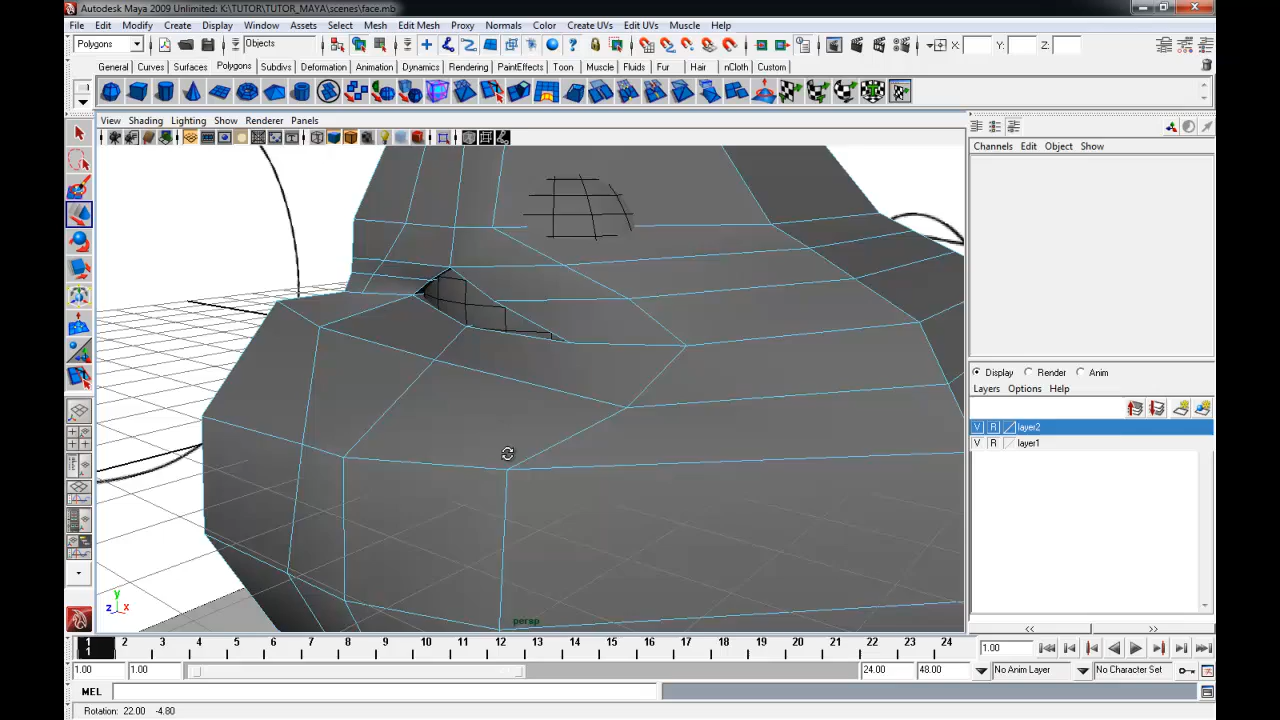 Autodesk Maya 2009 Unlimited: K:\TUTOR\TUTOR_MAYA\scenes\face.mb
File Edit Modify Create Display Window Assets Select Mesh Edit Mesh Proxy Normals Color Create UVs Edit UVs Muscle Help
Polygons Objects X: Y: Z:
General Curves Surfaces Polygons Subdivs Deformation Animation Dynamics Rendering PaintEffects Toon Muscle Fluids Fur Hair nCloth Custom
View Shading Lighting Show Renderer Panels
Channels Edit Object Show
Display Render Anim
Layers Options Help
V R layer2
V R layer1
y
z x
persp
1 2 3 4 5 6 7 8 9 10 11 12 13 14 15 16 17 18 19 20 21 22 23 24
1 1.00
1.00 1.00 24.00 48.00 No Anim Layer No Character Set
MEL
Rotation: 22.00 -4.80